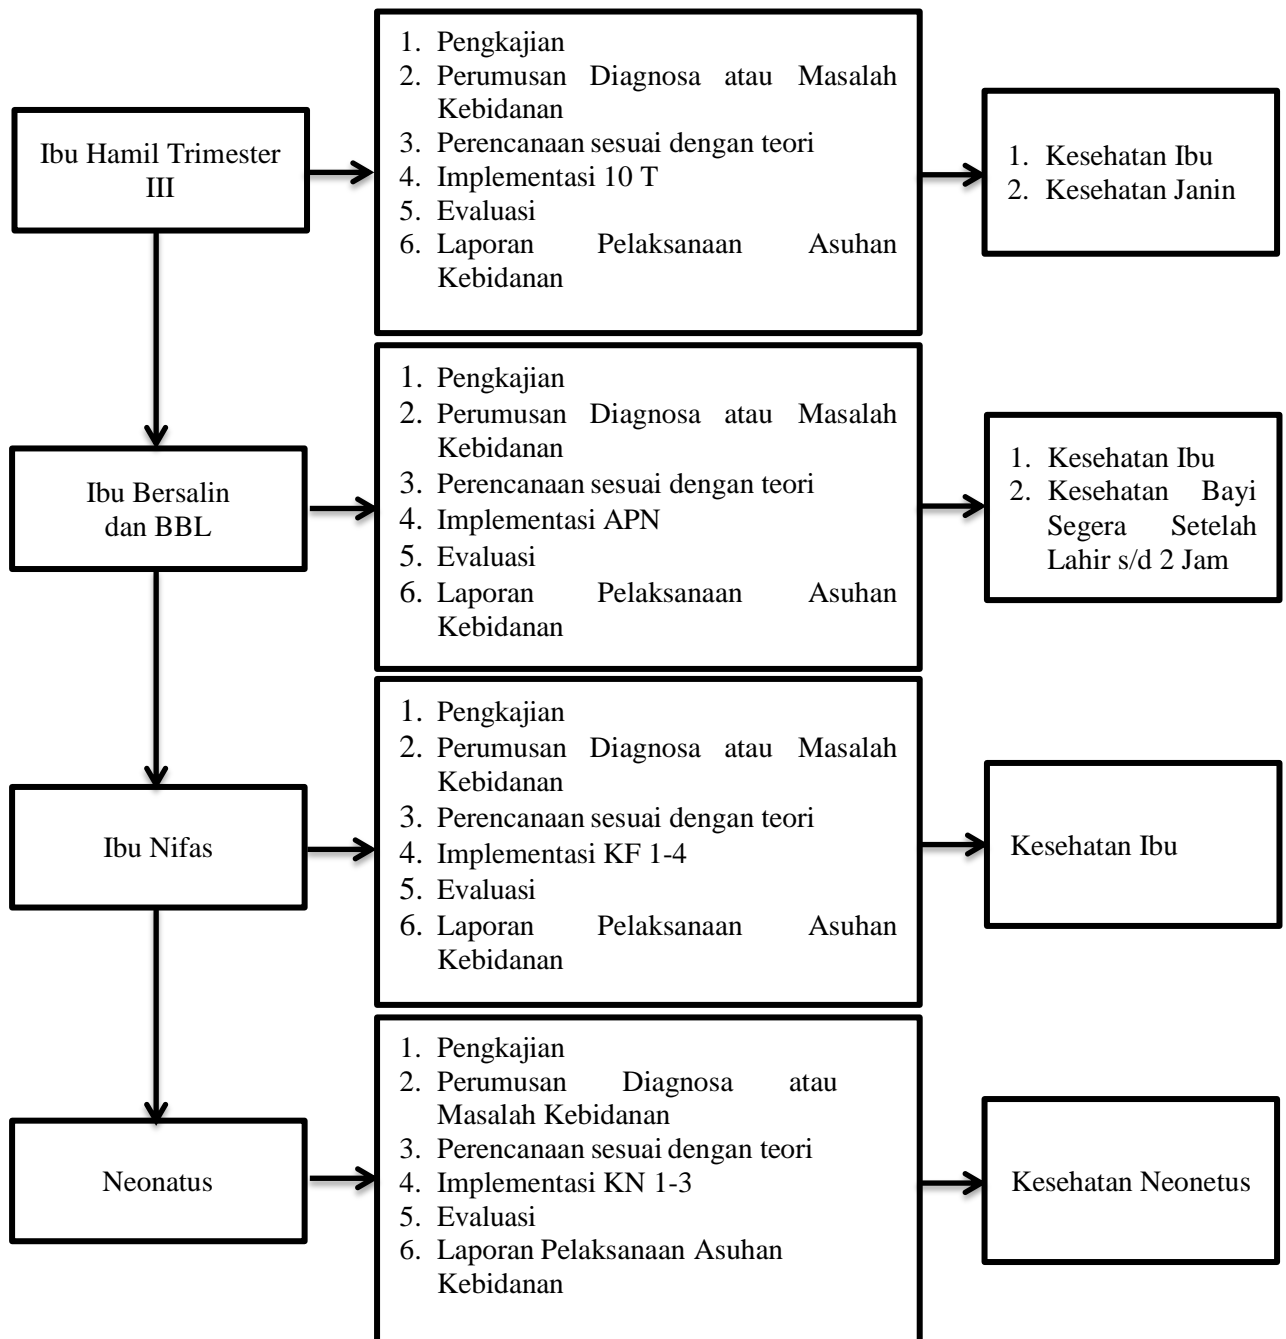 Ibu Hamil Trimester
III
1. Pengkajian
2. Perumusan Diagnosa atau Masalah
Kebidanan
3. Perencanaan sesuai dengan teori
4. Implementasi 10 T
5. Evaluasi
6. Laporan Pelaksanaan Asuhan
Kebidanan
1. Kesehatan Ibu
2. Kesehatan Janin
Ibu Bersalin
dan BBL
1. Pengkajian
2. Perumusan Diagnosa atau Masalah
Kebidanan
3. Perencanaan sesuai dengan teori
4. Implementasi APN
5. Evaluasi
6. Laporan Pelaksanaan Asuhan
Kebidanan
1. Kesehatan Ibu
2. Kesehatan Bayi
Segera Setelah
Lahir s/d 2 Jam
Ibu Nifas
1. Pengkajian
2. Perumusan Diagnosa atau Masalah
Kebidanan
3. Perencanaan sesuai dengan teori
4. Implementasi KF 1-4
5. Evaluasi
6. Laporan Pelaksanaan Asuhan
Kebidanan
Kesehatan Ibu
Neonatus
1. Pengkajian
2. Perumusan Diagnosa atau
Masalah Kebidanan
3. Perencanaan sesuai dengan teori
4. Implementasi KN 1-3
5. Evaluasi
6. Laporan Pelaksanaan Asuhan
Kebidanan
Kesehatan Neonetus